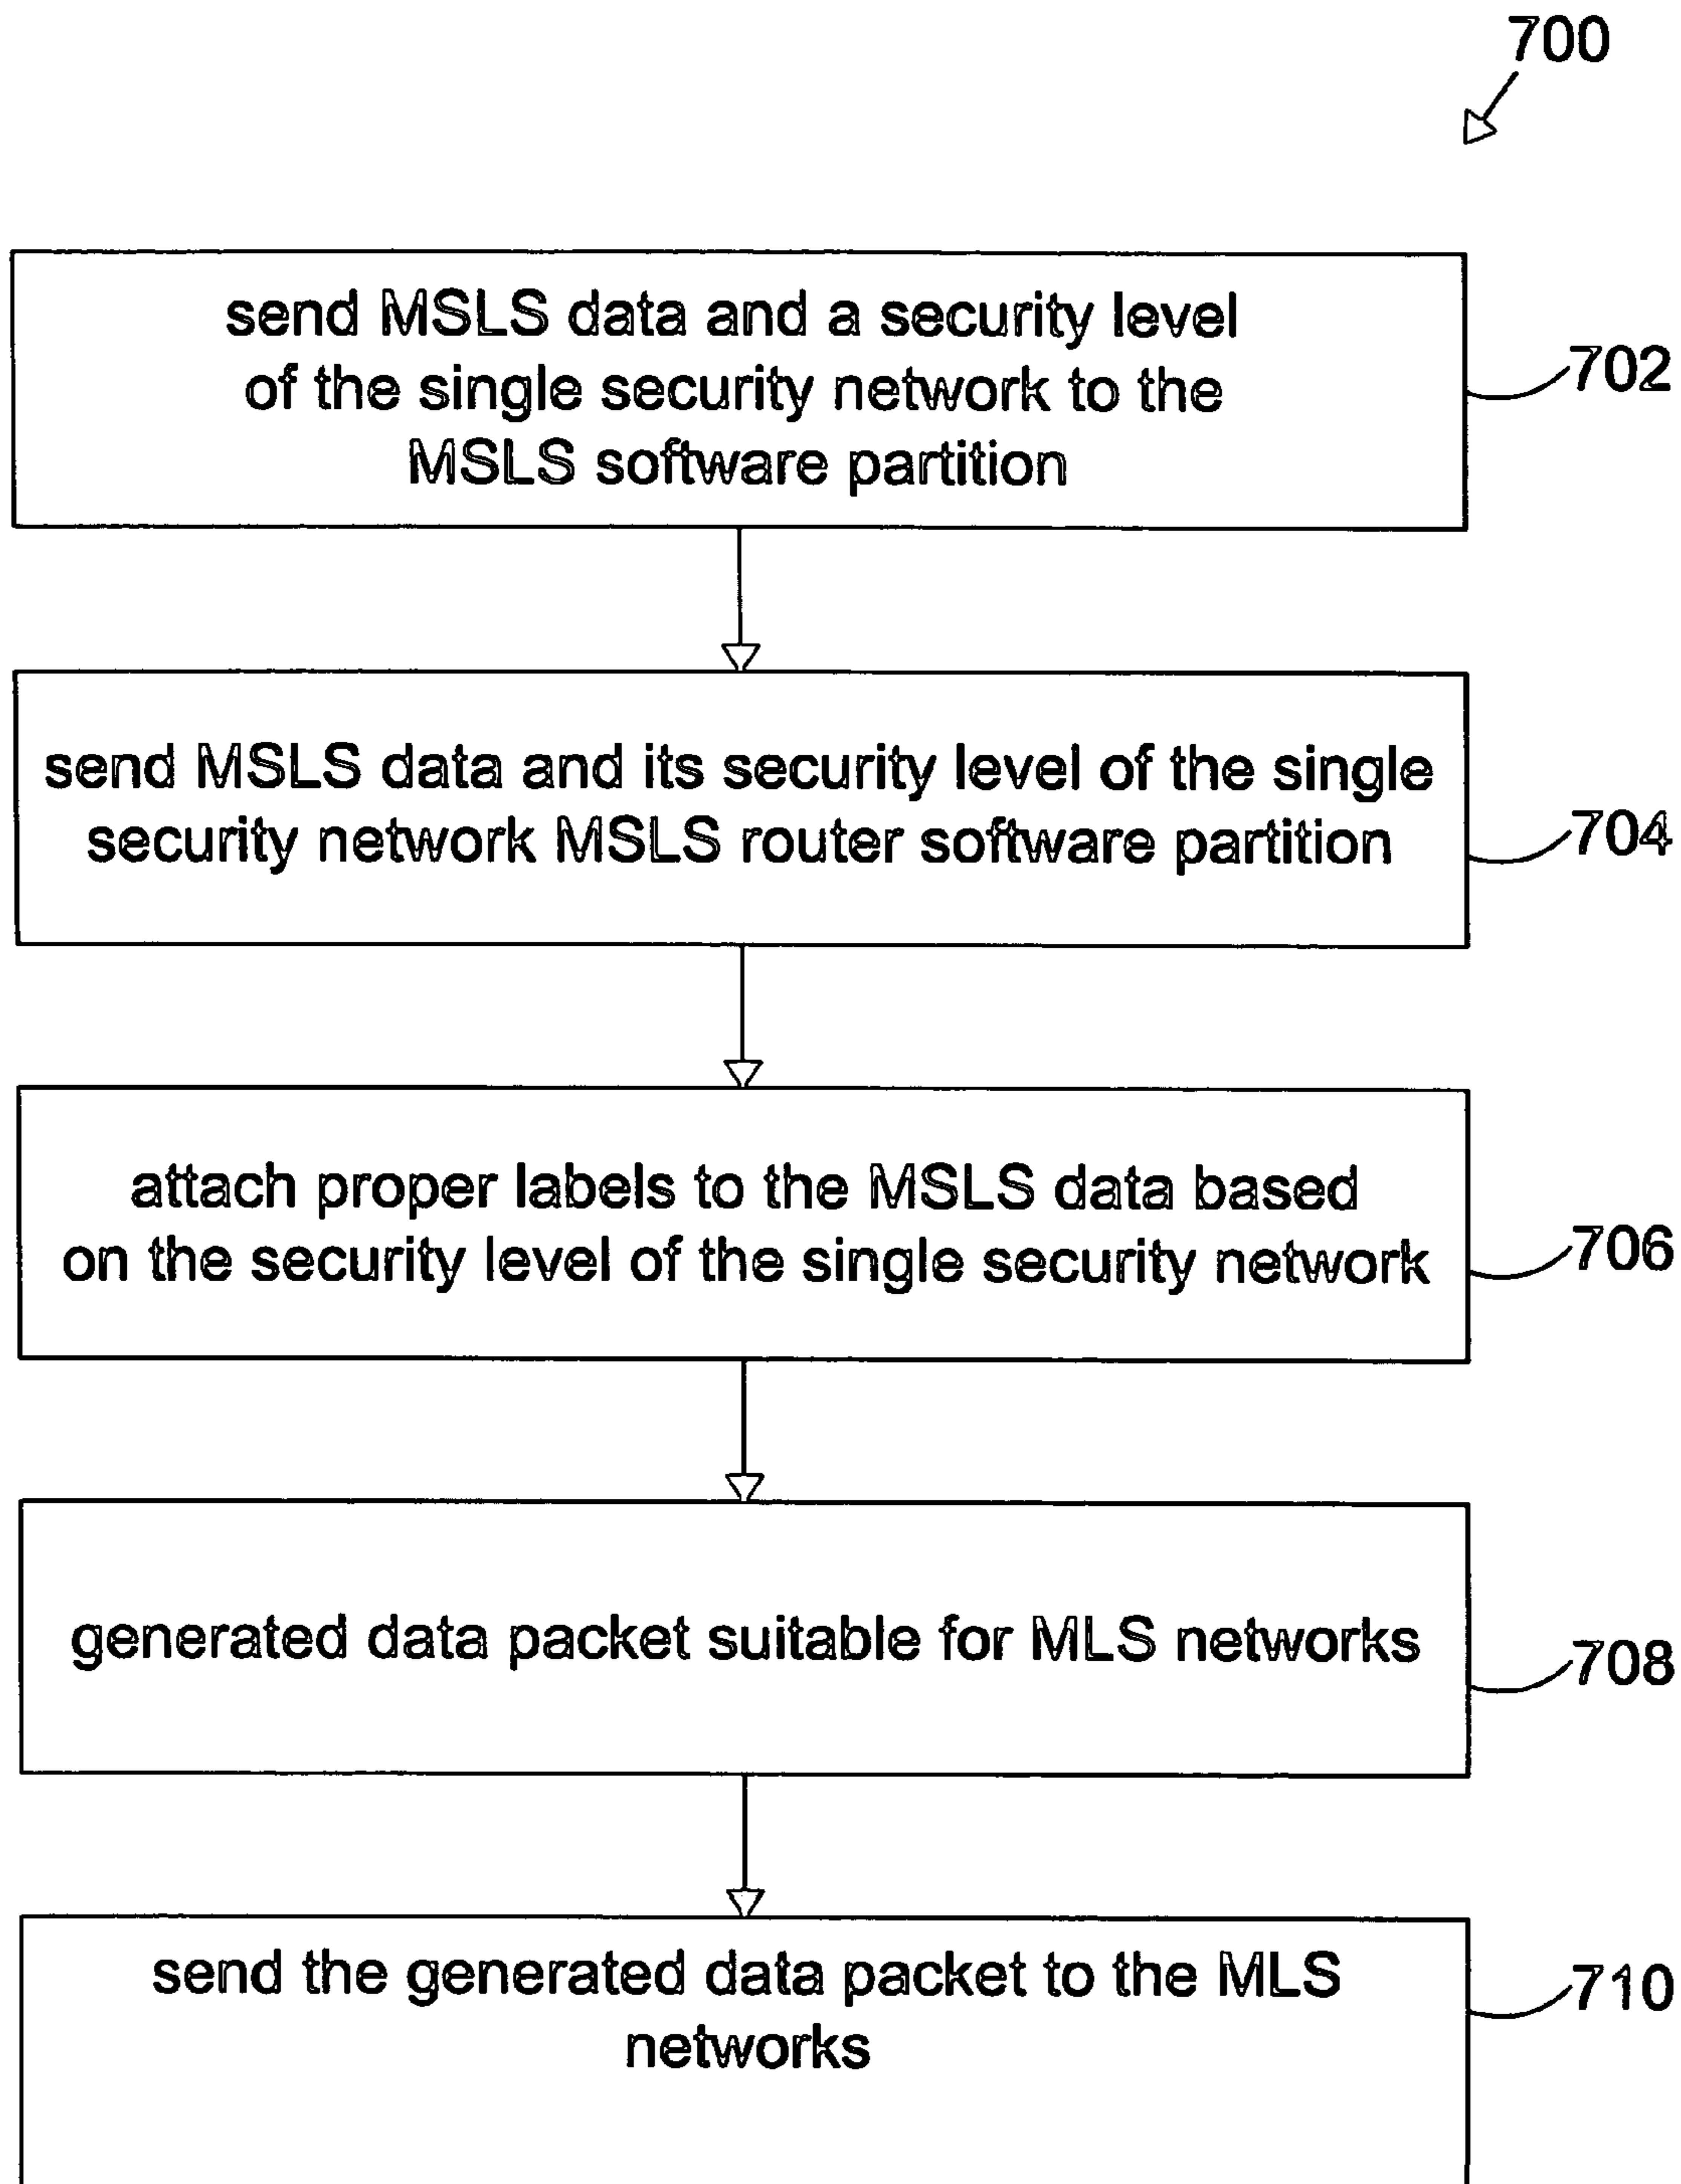 700
send MSLS data and a security level
of the single security network to the
MSLS software partition
702
send MSLS data and its security level of the single
security network MSLS router software partition
704
attach proper labels to the MSLS data based
on the security level of the single security network
706
generated data packet suitable for MLS networks
708
send the generated data packet to the MLS
networks
710